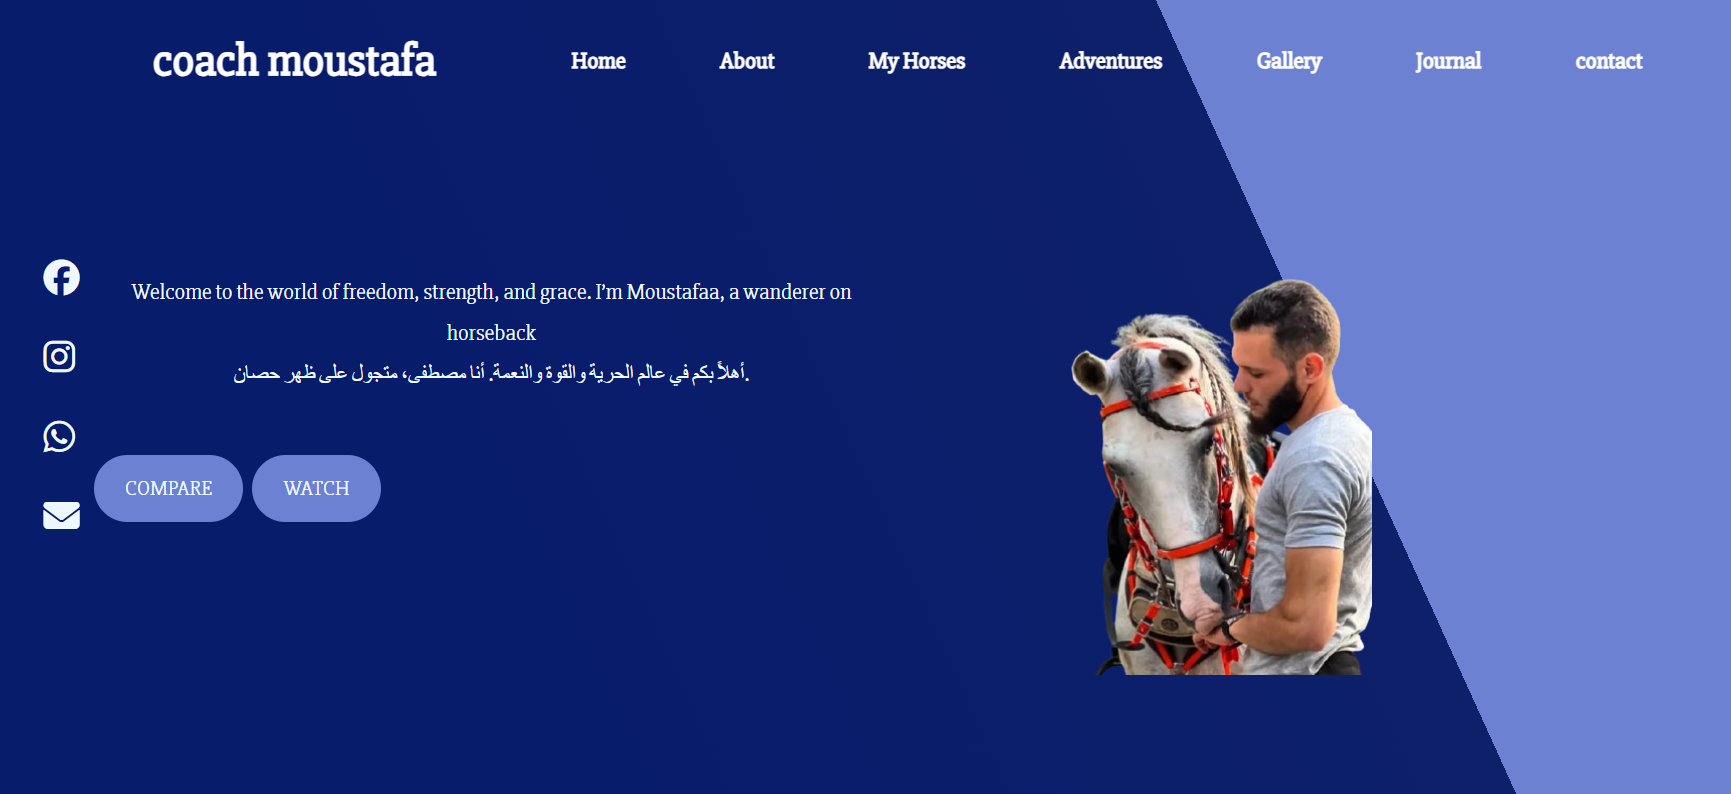 coach moustafa
Home
About
My Horses
Adventures
Gallery
Journal
contact
Welcome to the world of freedom, strength, and grace. I’m Moustafaa, a wanderer on
horseback
أهلاً بكم في عالم الحرية والقوة والنعمة. أنا مصطفى، متجول على ظهر حصان.
COMPARE
WATCH